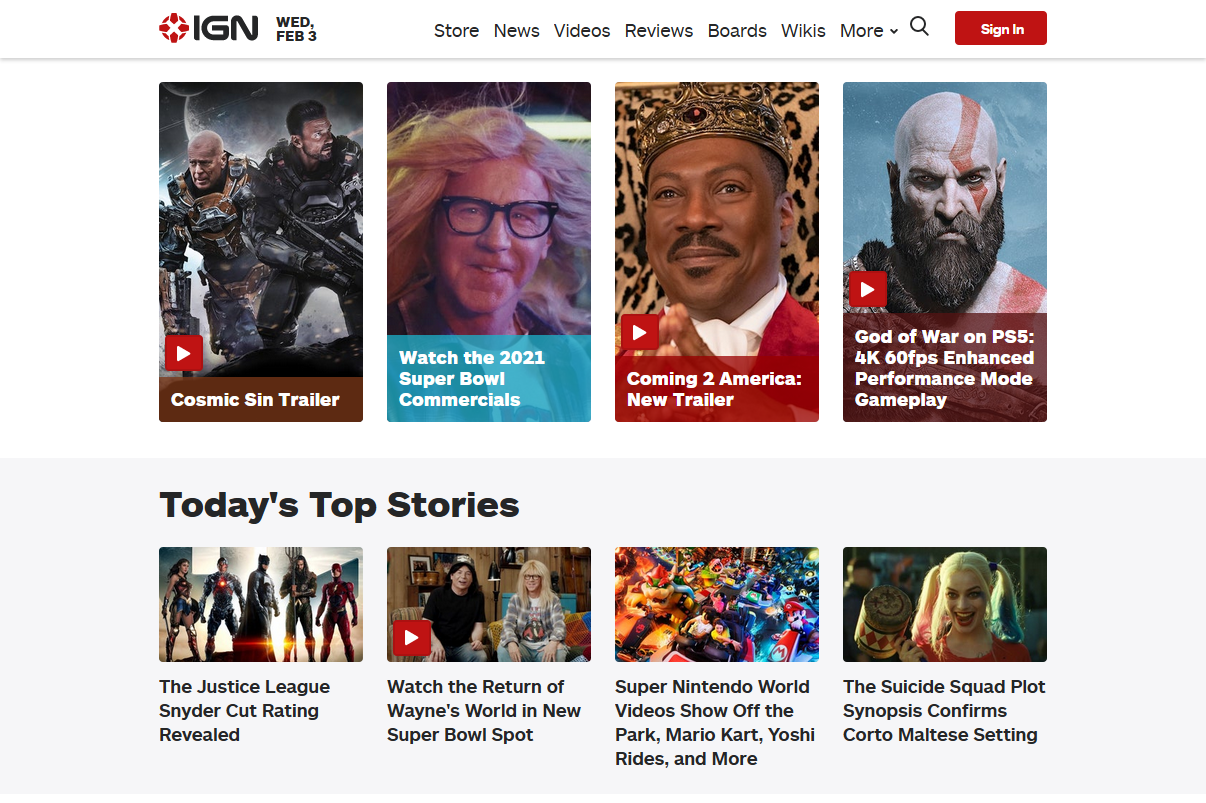 IGN
WED,
FEB 3
Store News Videos Reviews Boards Wikis More
Sign In
Cosmic Sin Trailer
Watch the 2021
Super Bowl
Commercials
Coming 2 America:
New Trailer
God of War on PS5:
4K 60fps Enhanced
Performance Mode
Gameplay
Today's Top Stories
The Justice League
Snyder Cut Rating
Revealed
Watch the Return of
Wayne's World in New
Super Bowl Spot
Super Nintendo World
Videos Show Off the
Park, Mario Kart, Yoshi
Rides, and More
The Suicide Squad Plot
Synopsis Confirms
Corto Maltese Setting